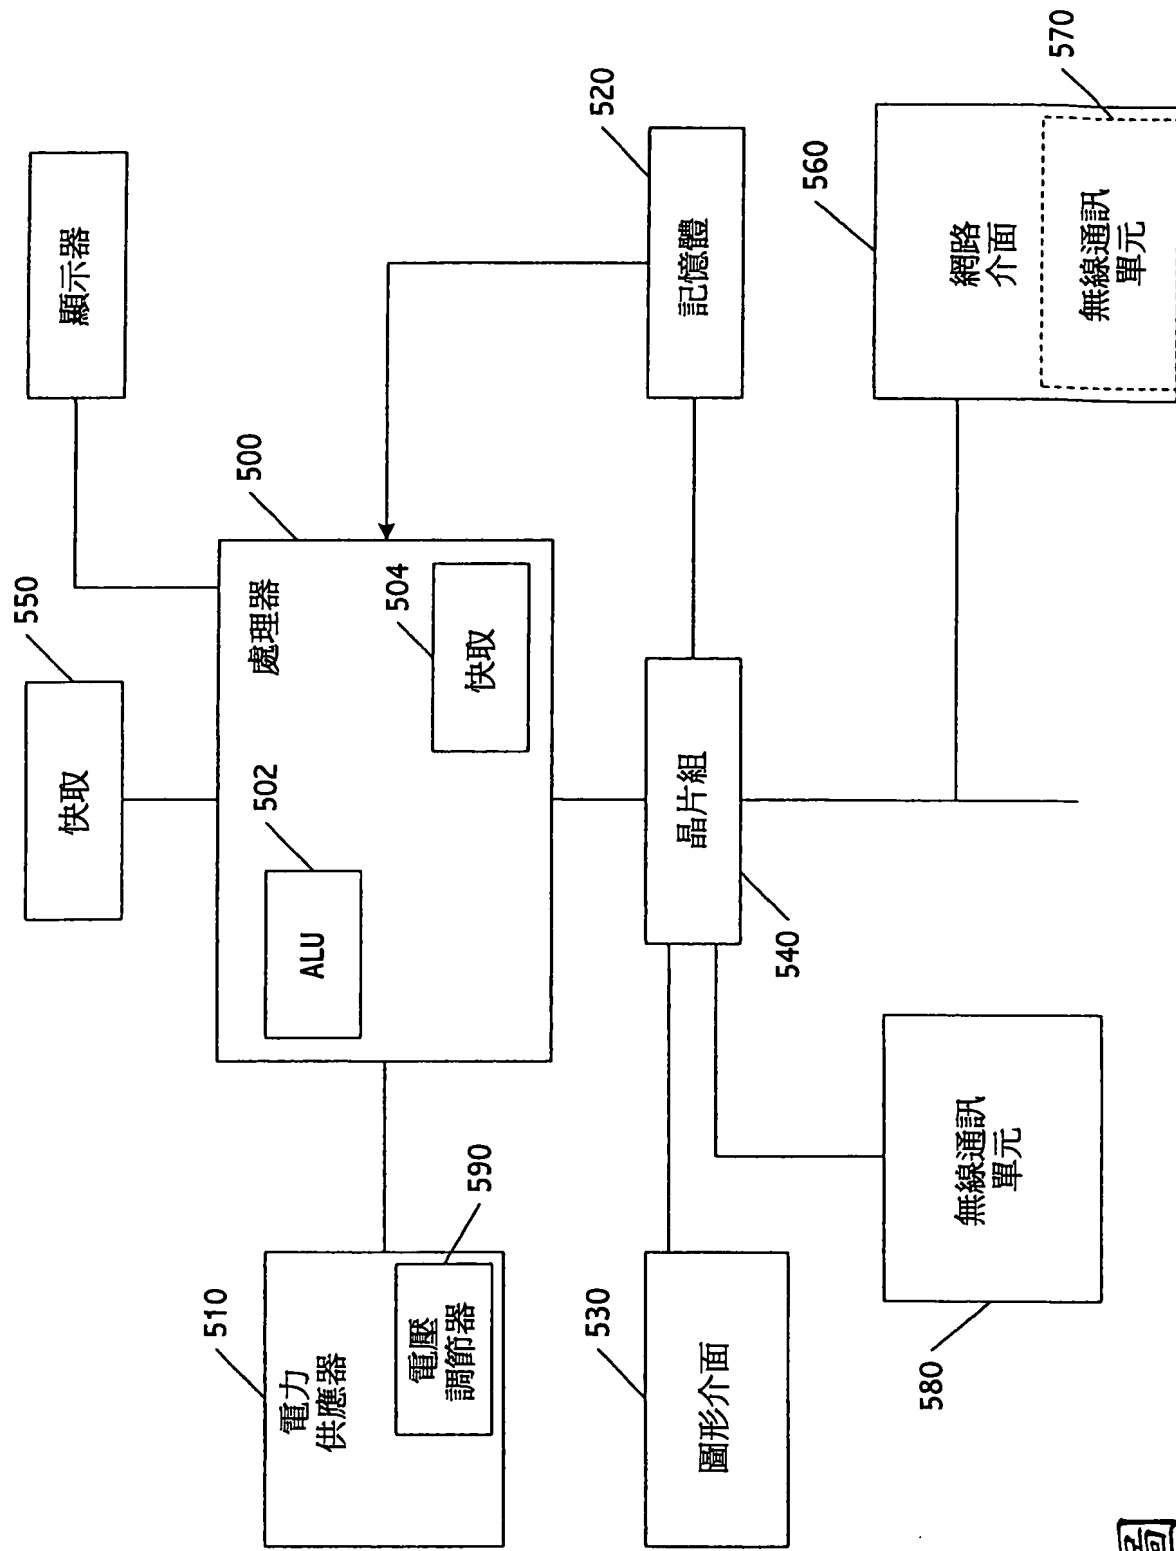 顯示器
550
快取
500
處理器
502
ALU
504
快取
510
電力
供應器
590
電壓
調節器
520
記憶體
晶片組
540
530
圖形介面
580
無線通訊
單元
560
網路
介面
570
無線通訊
單元
圖